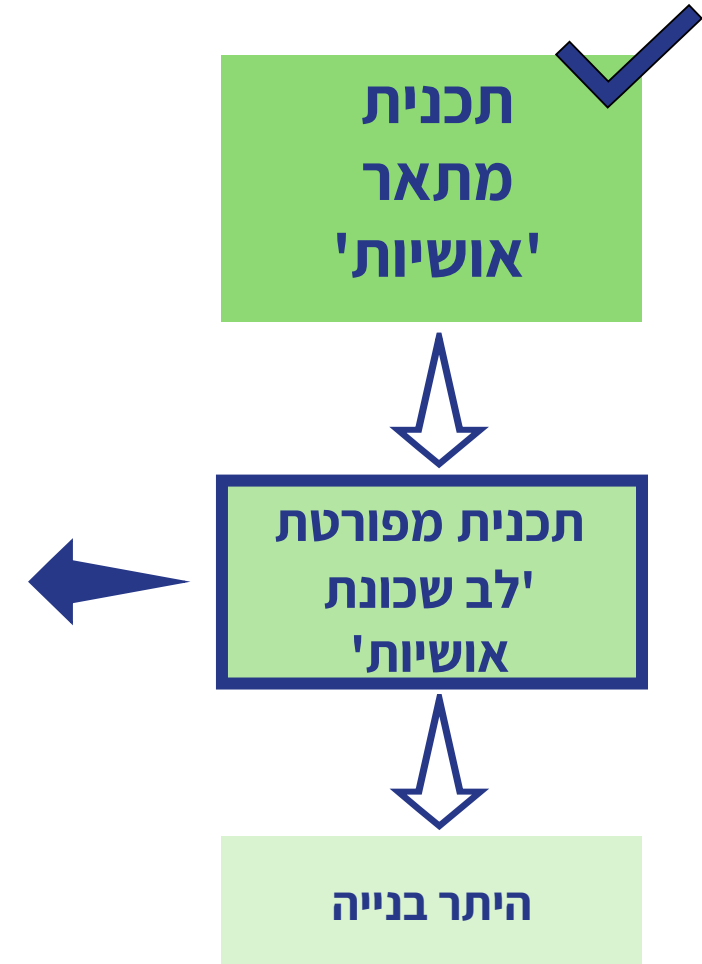 תכנית
מתאר
'אושיות'
תכנית מפורטת
'לב שכונת
אושיות'
היתר בנייה